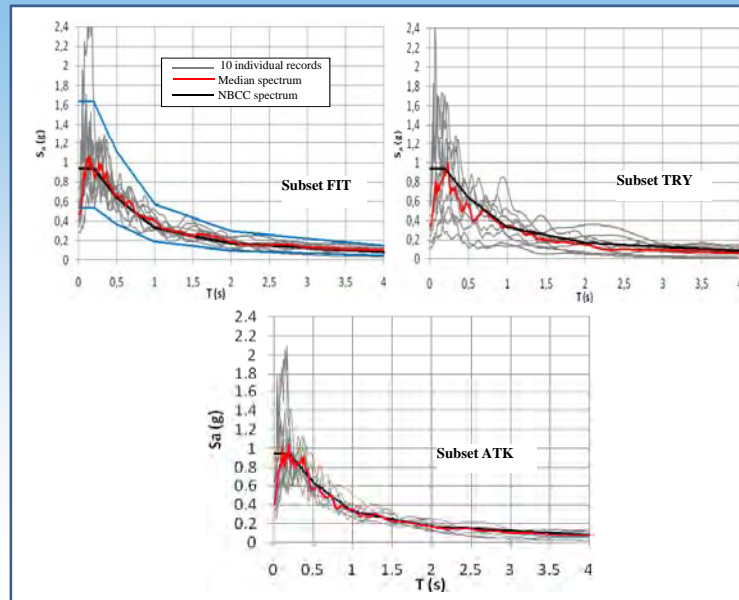 2,4
2,2
2
1,8
1,6
1,4
1,2
1
0,8
0,6
0,4
0,2
0
Sa (g)
10 individual records
Median spectrum
NBCC spectrum
Subset FIT
0 0,5 1 1,5 2 2,5 3 3,5 4
T(s)
2,4
2,2
2
1,8
1,6
1,4
1,2
1
0,8
0,6
0,4
0,2
0
Sa (g)
Subset TRY
0 0,5 1 1,5 2 2,5 3 3,5 4
T(s)
2.4
2.2
2
1.8
1.6
1.4
1.2
1
0.8
0.6
0.4
0.2
0
Sa (g)
Subset ATK
0 0.5 1 1.5 2 2.5 3 3.5 4
T (s)